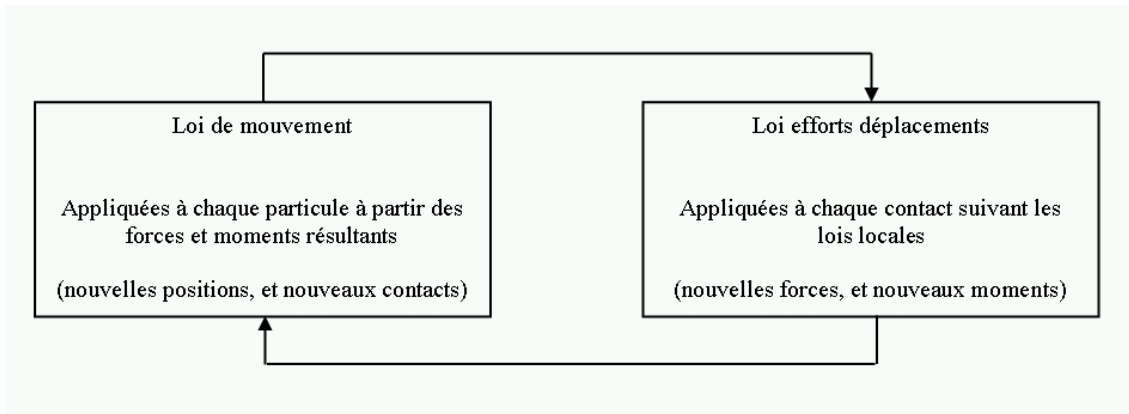 Loi de mouvement
Appliquées à chaque particule à partir des
forces et moments résultants
(nouvelles positions, et nouveaux contacts)
Loi efforts déplacements
Appliquées à chaque contact suivant les
lois locales
(nouvelles forces, et nouveaux moments)